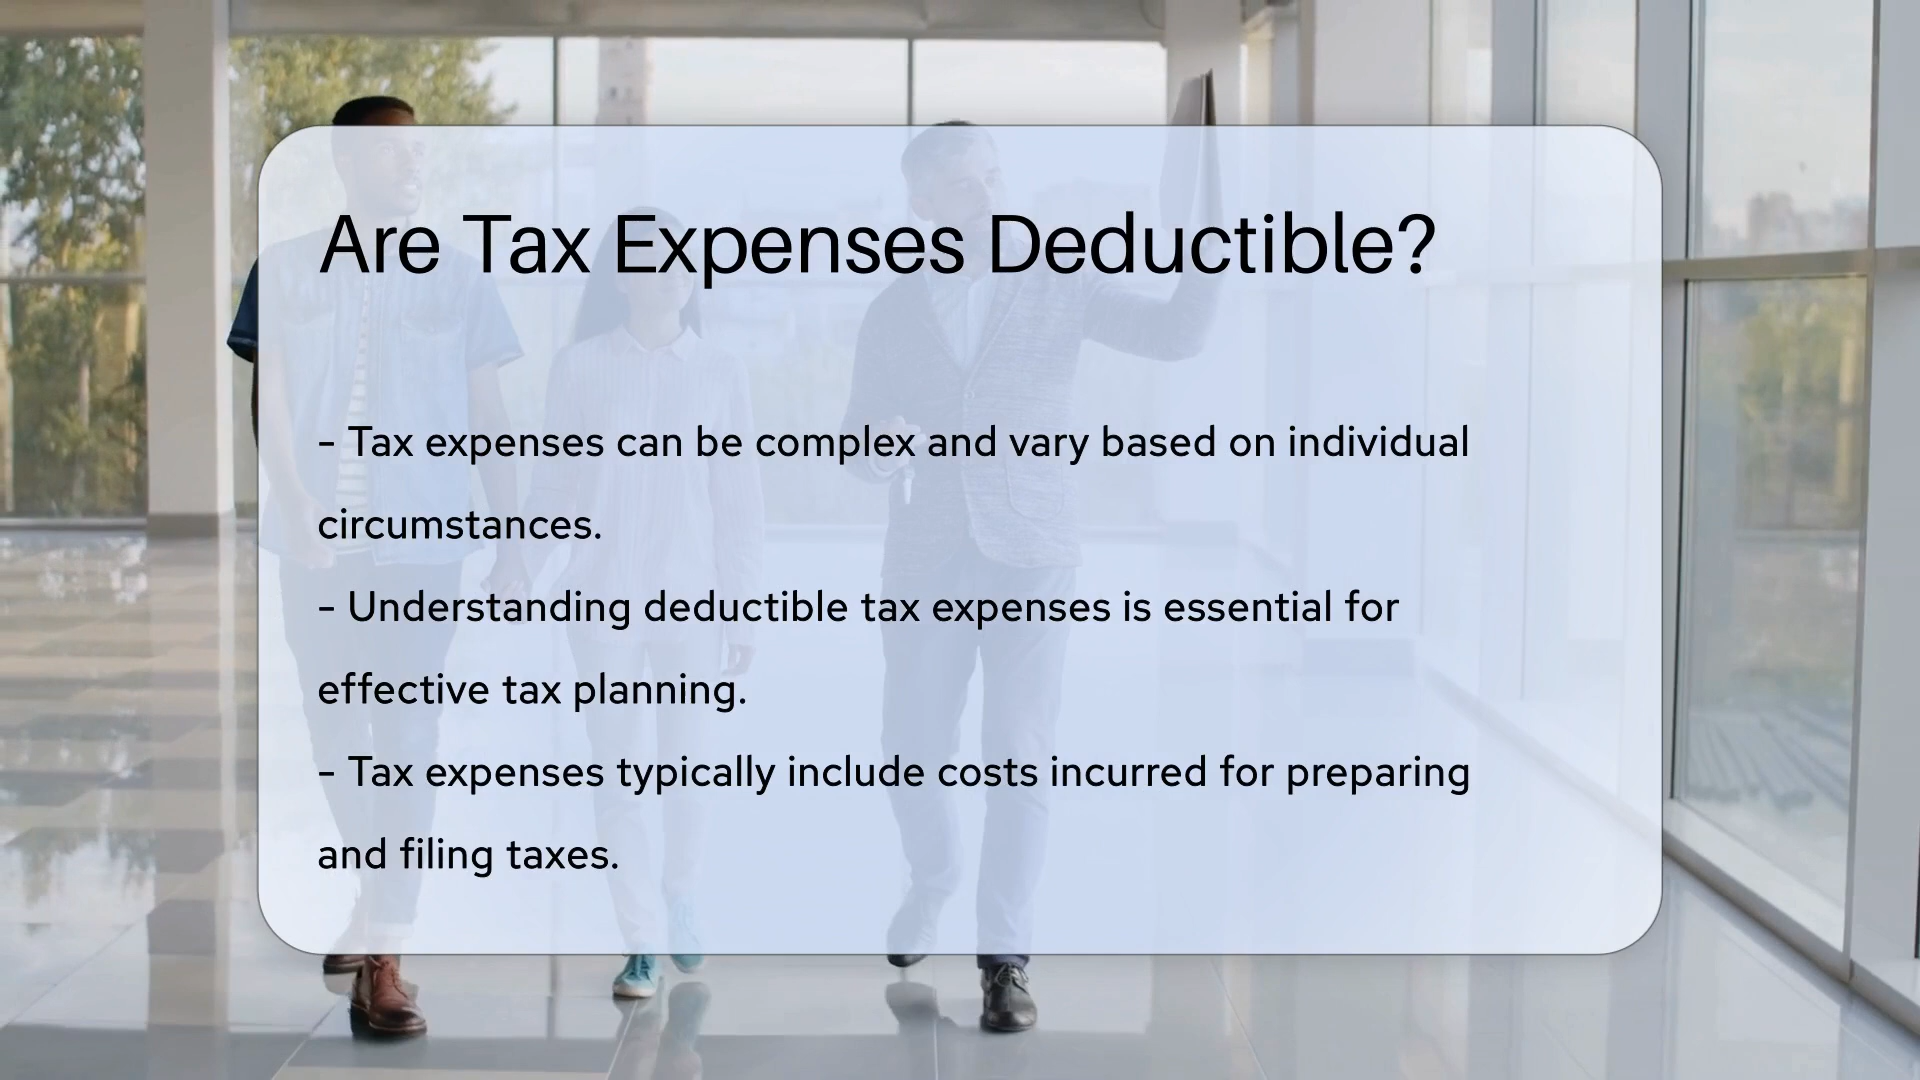 Are Tax Expenses Deductible?
- Tax expenses can be complex and vary based on individual
circumstances.
- Understanding deductible tax expenses is essential for
effective tax planning.
- Tax expenses typically include costs incurred for preparing
and filing taxes.